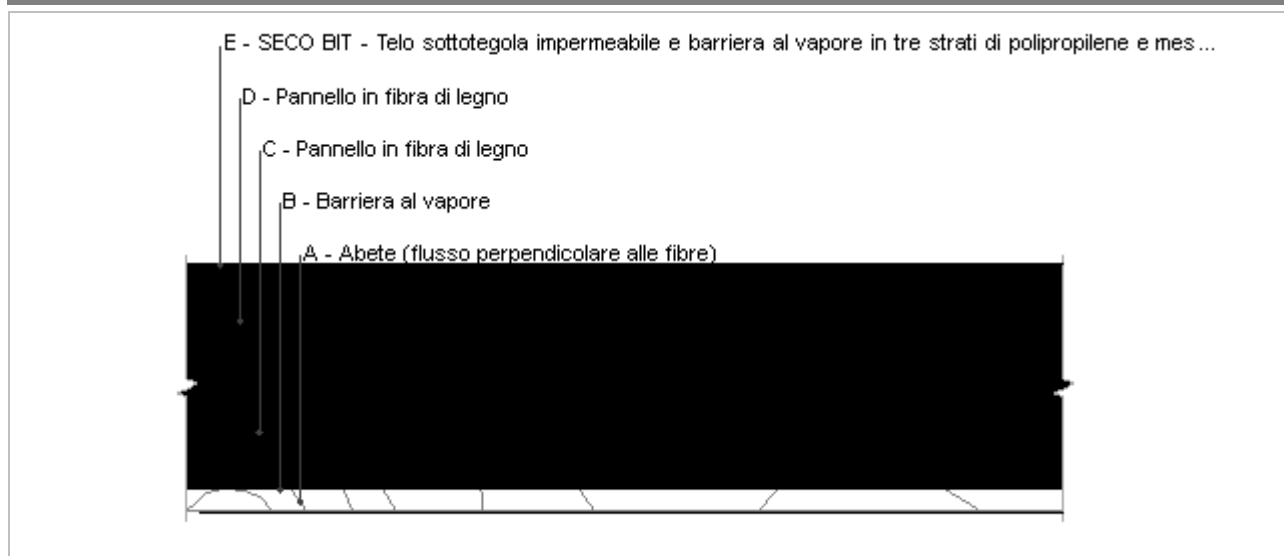 E - SECO BIT - Telo sottotegola impermeabile e barriera al vapore in tre strati di polipropilene e mes...
D - Pannello in fibra di legno
C - Pannello in fibra di legno
B - Barriera al vapore
A - Abete (flusso perpendicolare alle fibre)